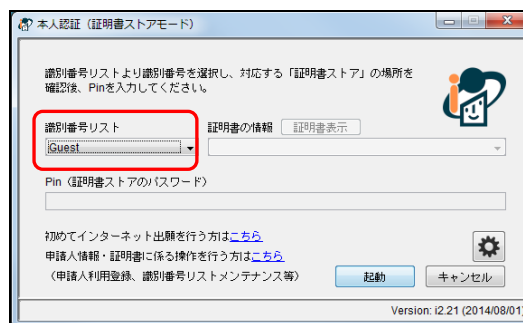 本人認証（証明書ストアモード）
識別番号リストより識別番号を選択し、対応する「証明書ストア」の場所を
確認後、Pinを入力してください。
識別番号リスト 証明書の情報 証明書表示
Guest
Pin（証明書ストアのパスワード）
初めてインターネット出願を行う方はこちら
申請人情報・証明書に係る操作を行う方はこちら
（申請人利用登録、識別番号リストメンテナンス等） 起動 キャンセル
Version: i2.21 (2014/08/01)